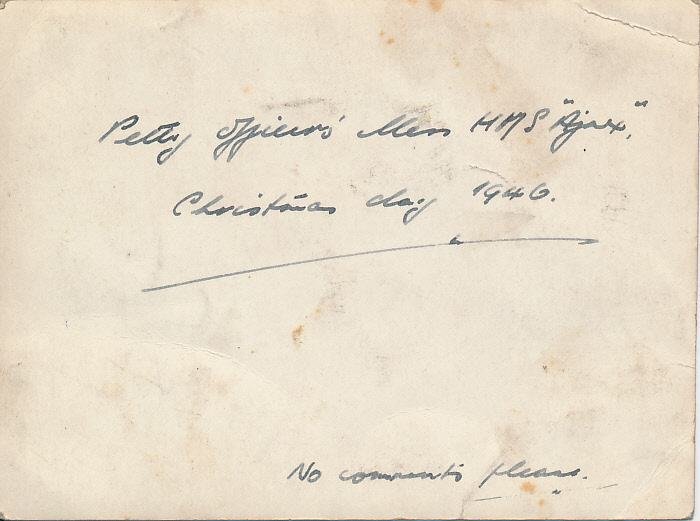 Petty Officers' Mess HMS "Ajax".
Christmas day 1946.
No comments please.